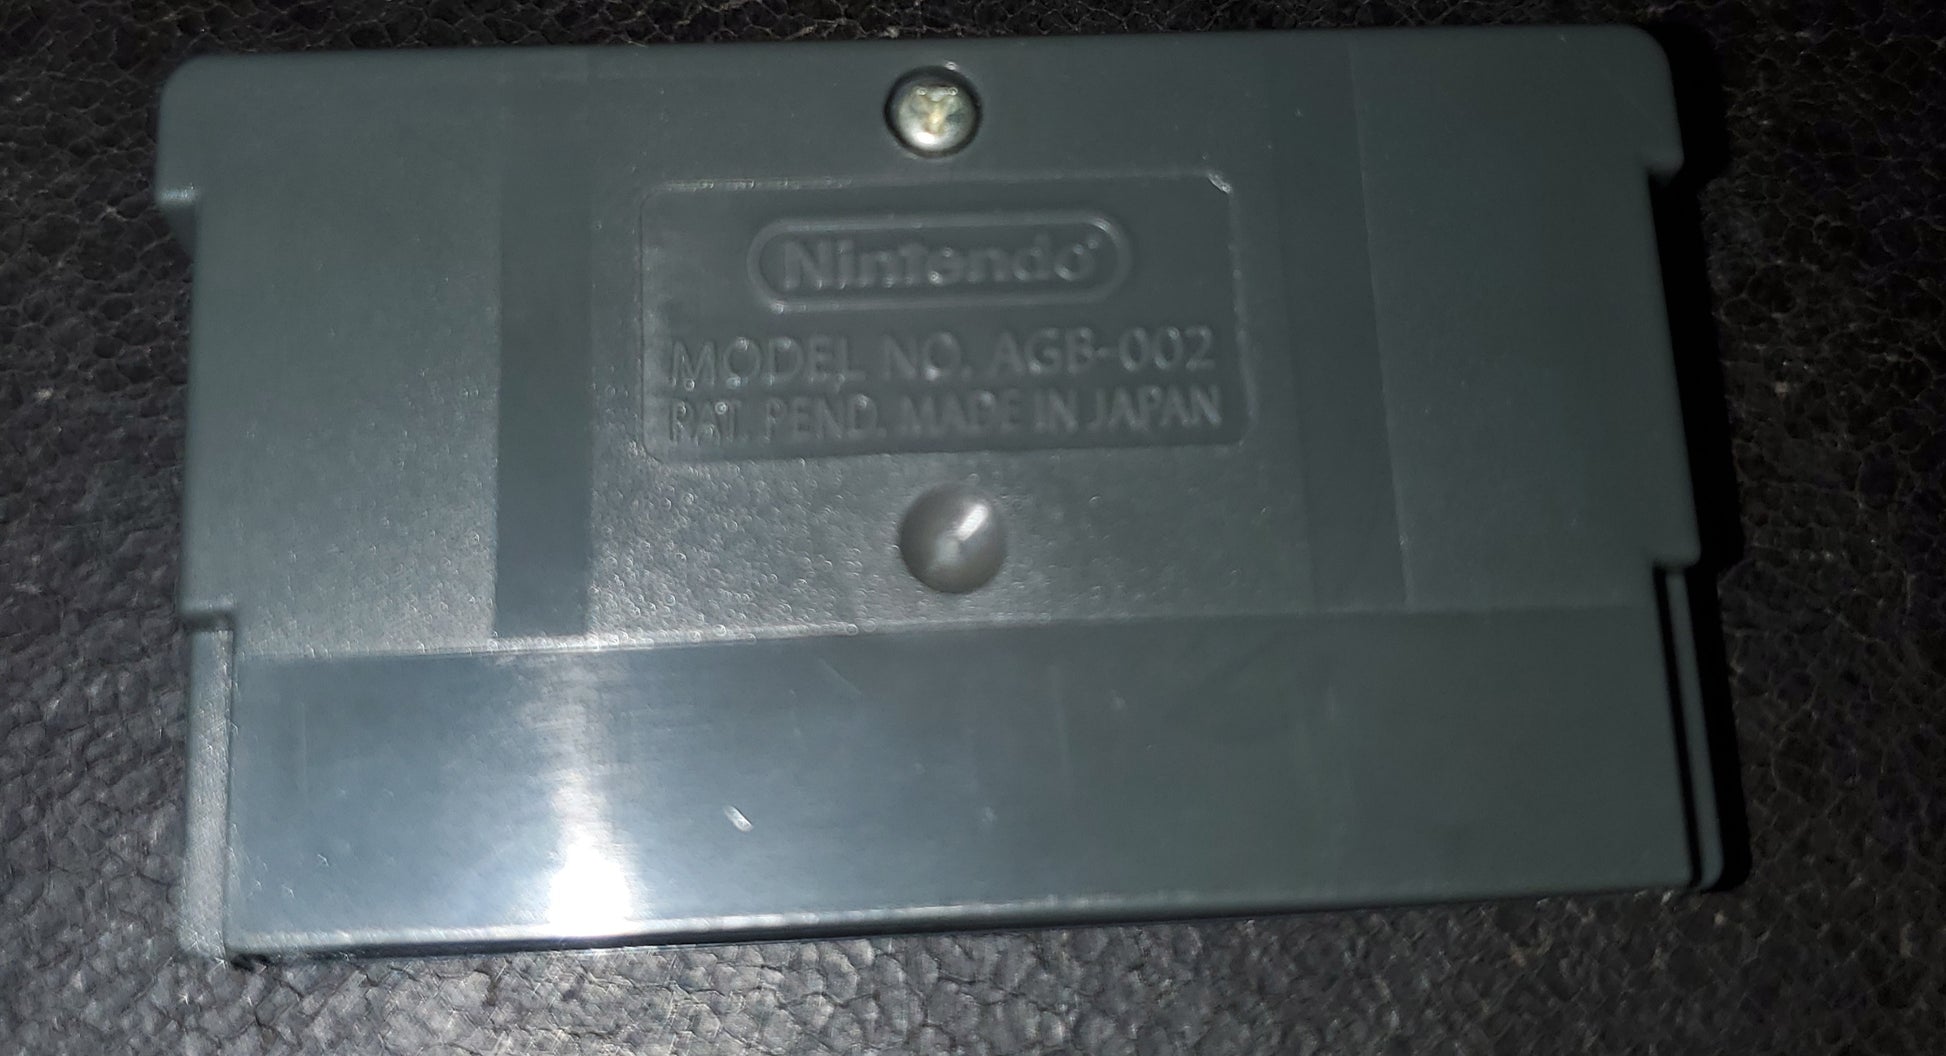 Nintendo®
MODEL NO. AGB-002
PAT. PEND. MADE IN JAPAN